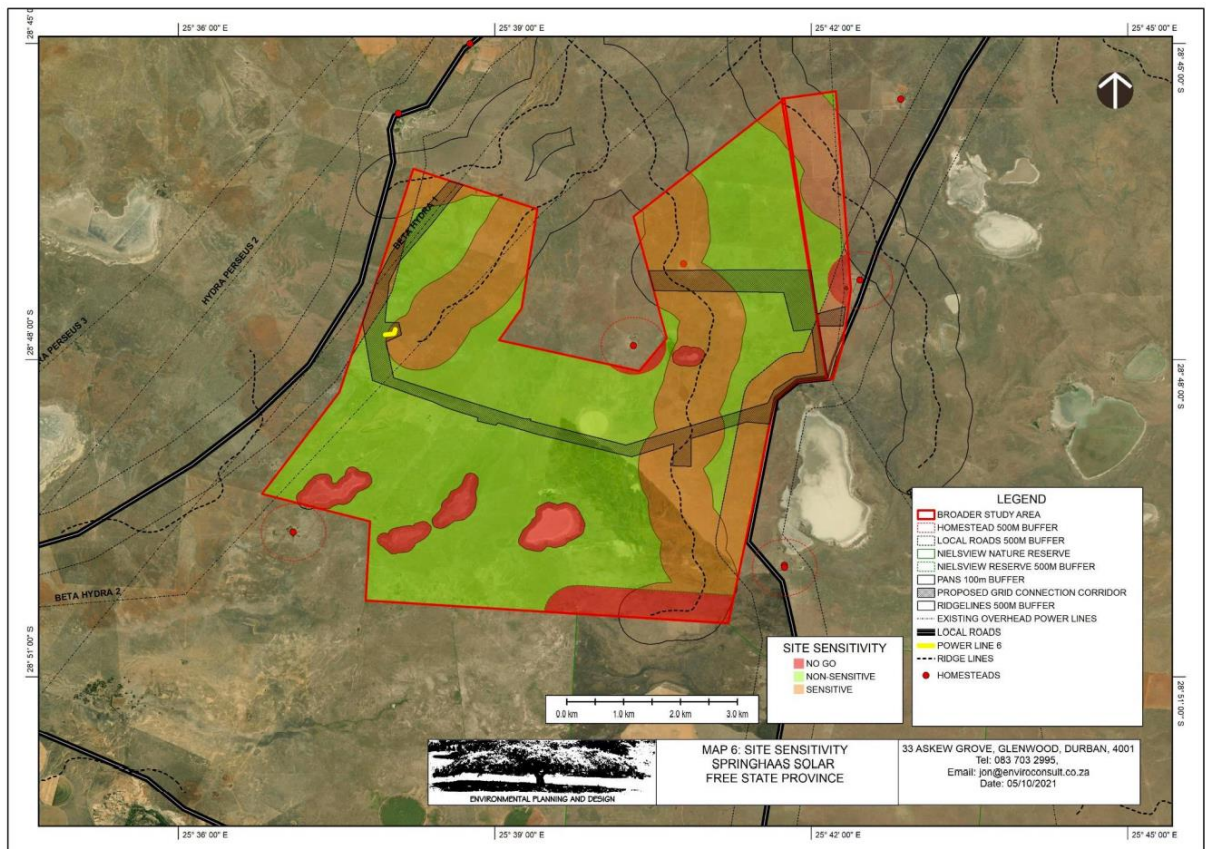 25° 36' 00" E
25° 39' 00" E
25° 42' 00" E
25° 45' 00" E
28° 45' 00" S
28° 45' 00" S
BETA HYDRA 1
HYDRA PERSEUS 2
RA PERSEUS 3
28° 48' 00" S
28° 48' 00" S
BETA HYDRA 2
28° 51' 00" S
28° 51' 00" S
LEGEND
BROADER STUDY AREA
HOMESTEAD 500M BUFFER
LOCAL ROADS 500M BUFFER
NIELSVIEW NATURE RESERVE
NIELSVIEW RESERVE 500M BUFFER
PANS 100m BUFFER
PROPOSED GRID CONNECTION CORRIDOR
RIDGELINES 500M BUFFER
EXISTING OVERHEAD POWER LINES
LOCAL ROADS
POWER LINE 6
RIDGE LINES
HOMESTEADS
SITE SENSITIVITY
NO GO
NON-SENSITIVE
SENSITIVE
0.0 km 1.0 km 2.0 km 3.0 km
ENVIRONMENTAL PLANNING AND DESIGN
MAP 6: SITE SENSITIVITY
SPRINGHAAS SOLAR
FREE STATE PROVINCE
33 ASKEW GROVE, GLENWOOD, DURBAN, 4001
Tel: 083 703 2995,
Email: jon@enviroconsult.co.za
Date: 05/10/2021
25° 36' 00" E
25° 39' 00" E
25° 42' 00" E
25° 45' 00" E